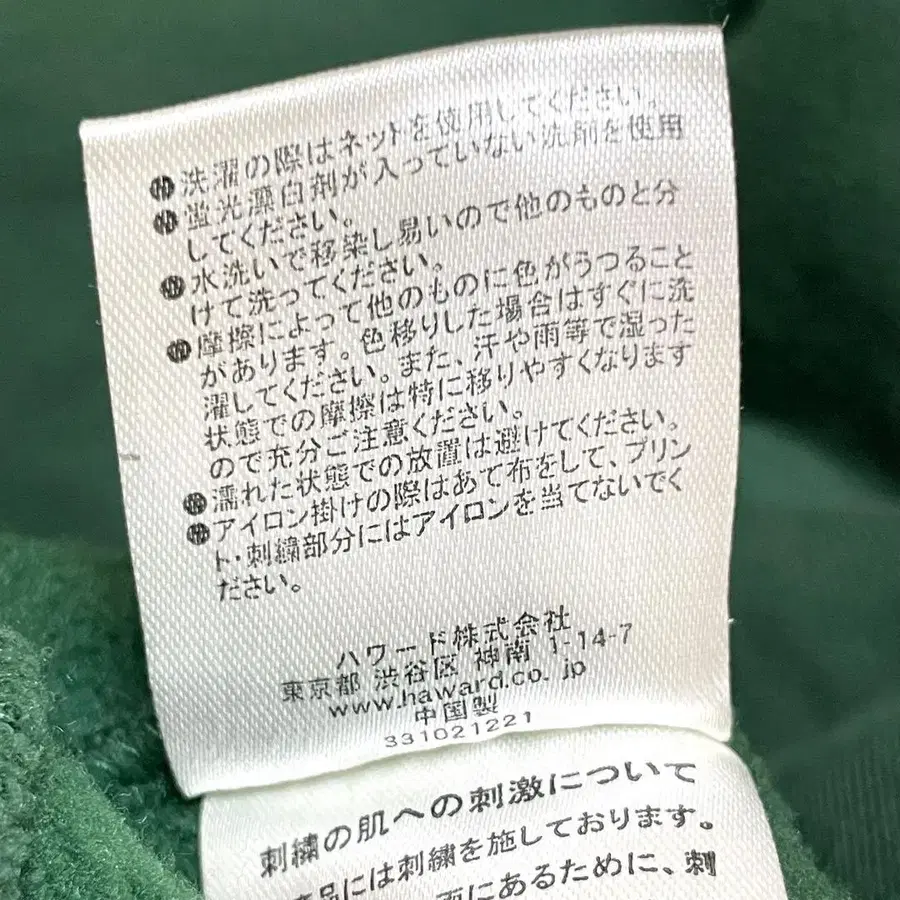 洗濯の際はネットを使用してください。
蛍光漂白剤が入っていない洗剤を使用
してください。
水洗いで移染し易いので他のものと分
けて洗ってください。
摩擦によって他のものに色がうつること
があります。色移りした場合はすぐに洗
濯してください。また、汗や雨等で湿った
状態での摩擦は特に移りやすくなります
ので充分ご注意ください。
濡れた状態での放置は避けてください。
アイロン掛けの際はあて布をして、プリン
ト・刺繍部分にはアイロンを当てないでく
ださい。
ハワード株式会社
東京都 渋谷区 神南 1-14-7
www.haward.co.jp
中国製
331021221
刺繍の肌への刺激について
品には刺繍を施しております。
にあるために、刺